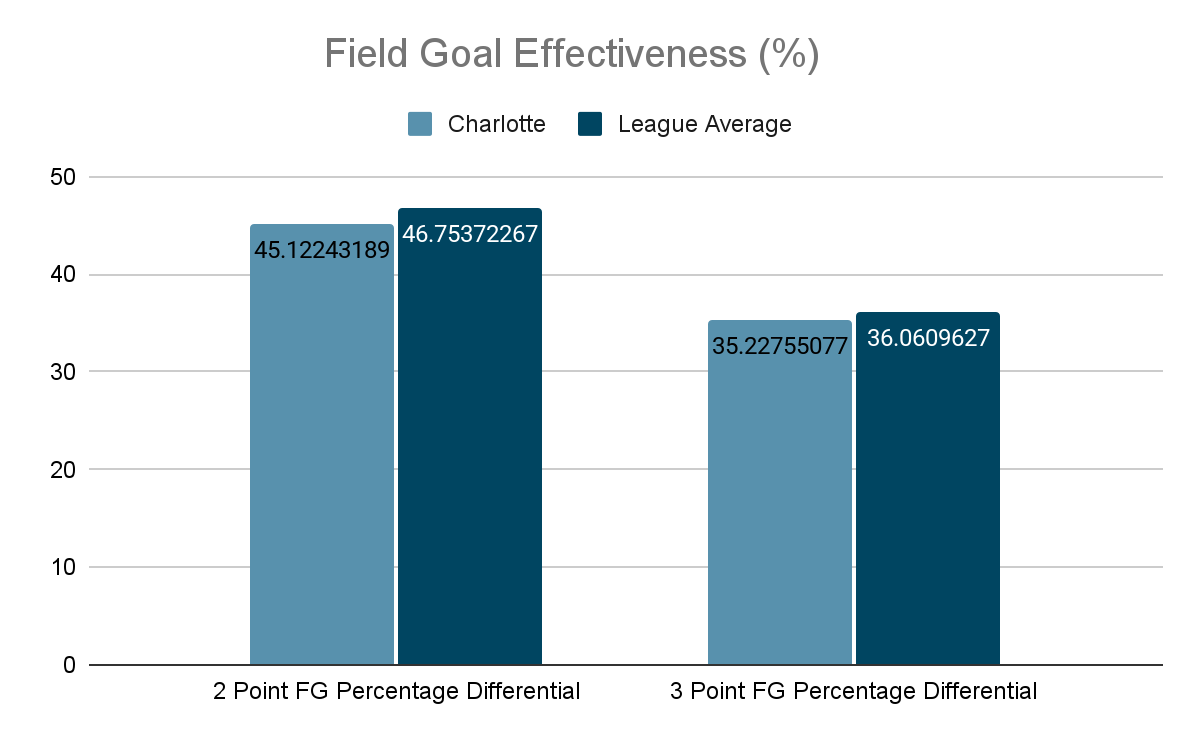 Field Goal Effectiveness (%)
Charlotte League Average
50
45.12243189 46.75372267
40
35.22755077 36.0609627
30
20
10
0
2 Point FG Percentage Differential 3 Point FG Percentage Differential